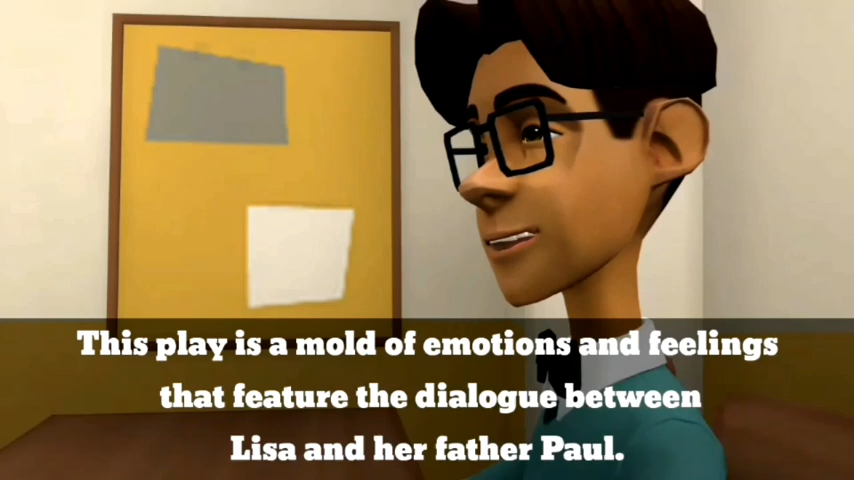 This play is a mold of emotions and feelings
that feature the dialogue between
Lisa and her father Paul.